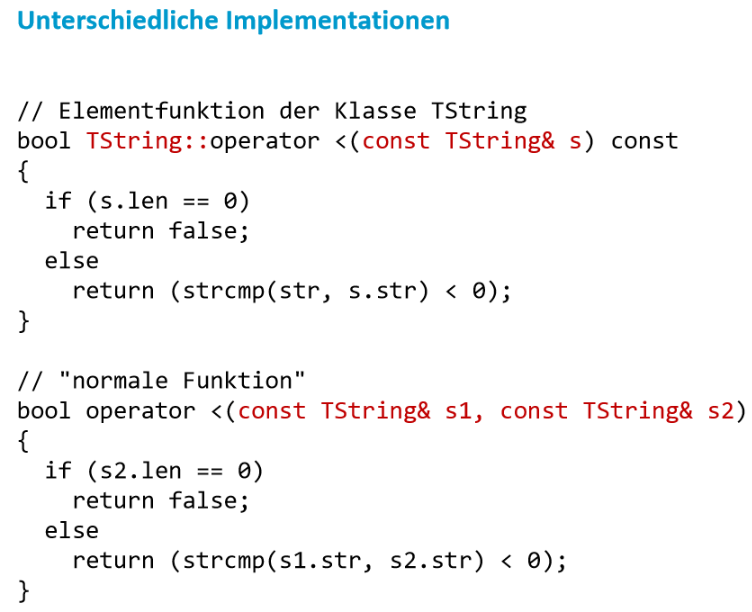 Unterschiedliche Implementationen
// Elementfunktion der Klasse TString
bool TString::operator <(const TString& s) const
{
  if (s.len == 0)
    return false;
  else
    return (strcmp(str, s.str) < 0);
}
// "normale Funktion"
bool operator <(const TString& s1, const TString& s2)
{
  if (s2.len == 0)
    return false;
  else
    return (strcmp(s1.str, s2.str) < 0);
}